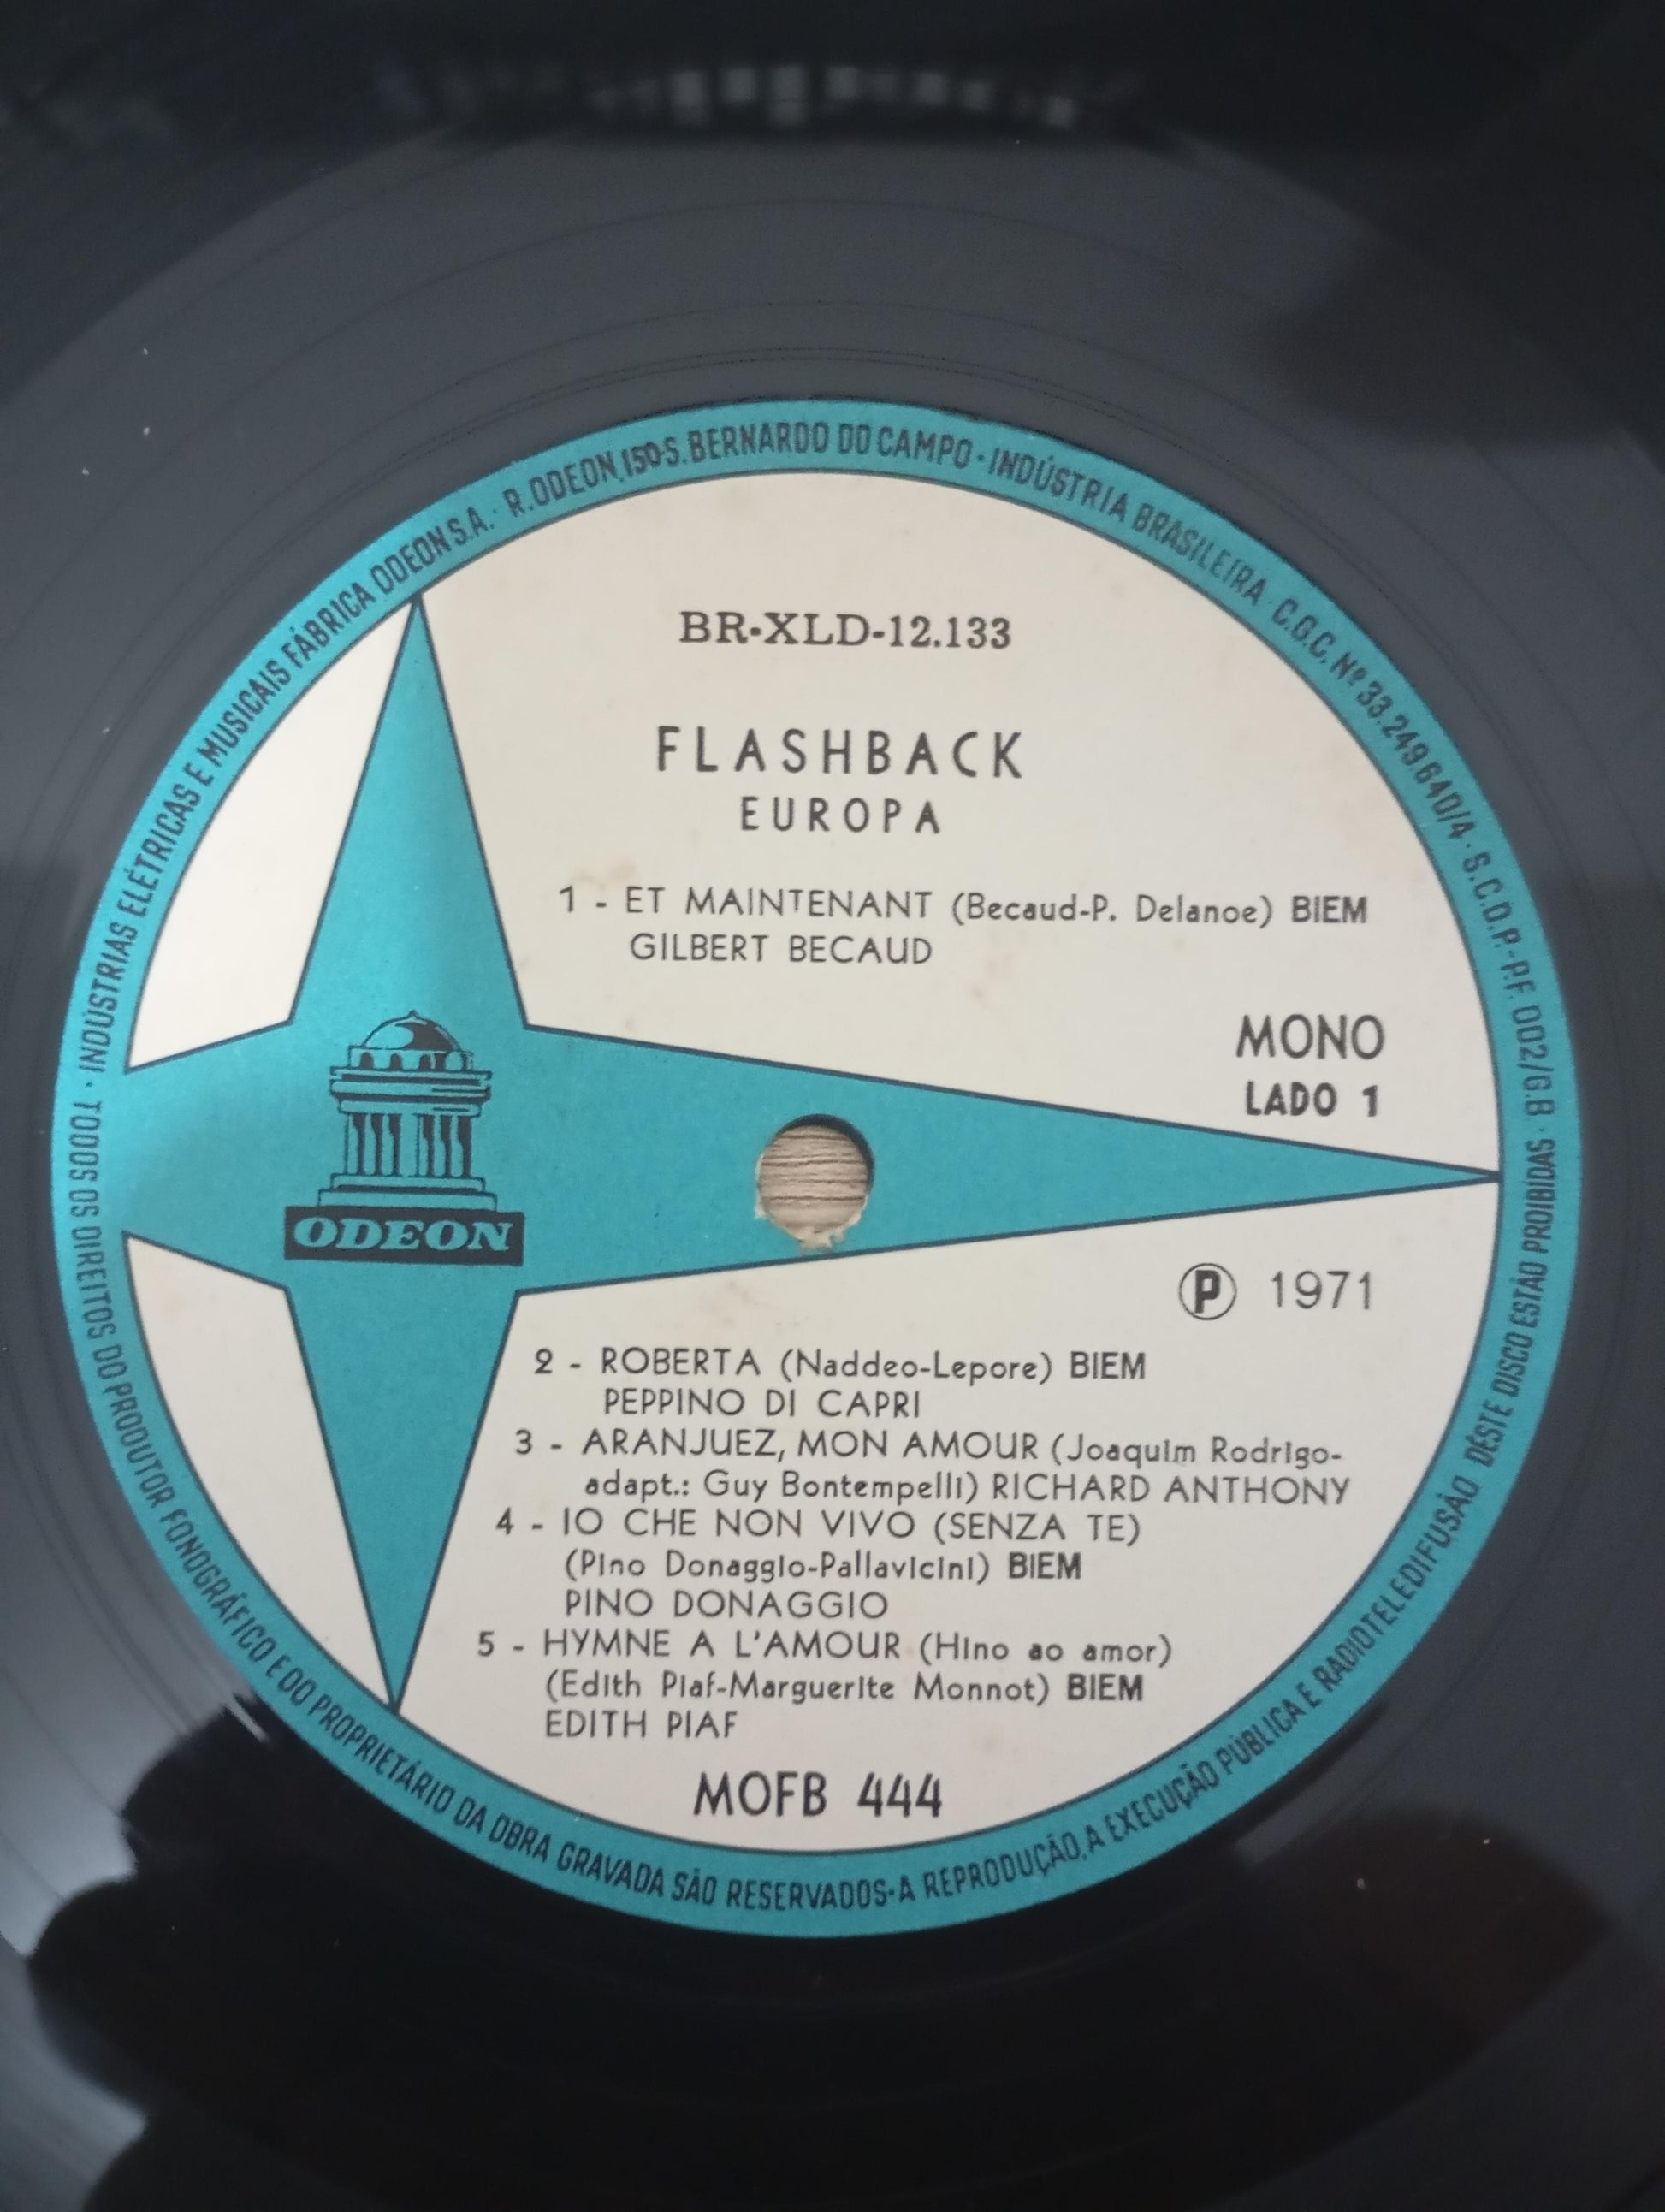 INDÚSTRIAS ELÉTRICAS E MUSICAIS FÁBRICA ODEON S.A. · R. ODEON, 150-S. BERNARDO DO CAMPO · INDÚSTRIA BRASILEIRA · C.G.C. Nº 33.249.640/4 · S.C.D.P.-P.F. 002/G.B ·
BR-XLD-12.133
FLASHBACK
EUROPA
1 - ET MAINTENANT (Becaud-P. Delanoe) BIEM
GILBERT BECAUD
MONO
LADO 1
ODEON
Ⓟ 1971
2 - ROBERTA (Naddeo-Lepore) BIEM
PEPPINO DI CAPRI
3 - ARANJUEZ, MON AMOUR (Joaquim Rodrigo-
adapt.: Guy Bontempelli) RICHARD ANTHONY
4 - IO CHE NON VIVO (SENZA TE)
(Pino Donaggio-Pallavicini) BIEM
PINO DONAGGIO
5 - HYMNE A L'AMOUR (Hino ao amor)
(Edith Piaf-Marguerite Monnot) BIEM
EDITH PIAF
MOFB 444
TODOS OS DIREITOS DO PRODUTOR FONOGRÁFICO E DO PROPRIETÁRIO DA OBRA GRAVADA SÃO RESERVADOS · A REPRODUÇÃO, A EXECUÇÃO PÚBLICA E RADIOTELEDIFUSÃO DÊSTE DISCO ESTÃO PROIBIDAS ·